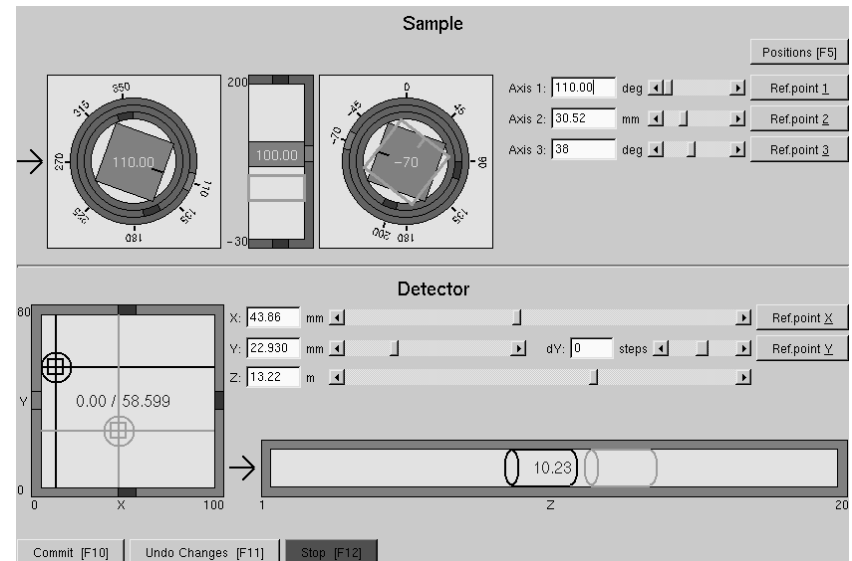 Sample
Positions [F5]
Axis 1: 110.00 deg Ref.point 1
Axis 2: 30.52 mm Ref.point 2
Axis 3: 38 deg Ref.point 3
350
315
270
225
180
135
110
110.00
200
100.00
-30
0
-45
45
-70
90
-70
135
180
200
Detector
X: 43.86 mm Ref.point X
Y: 22.930 mm dY: 0 steps Ref.point Y
Z: 13.22 m
80
Y
0.00 / 58.599
0
0 X 100
10.23
1 Z 20
Commit [F10] Undo Changes [F11] Stop [F12]